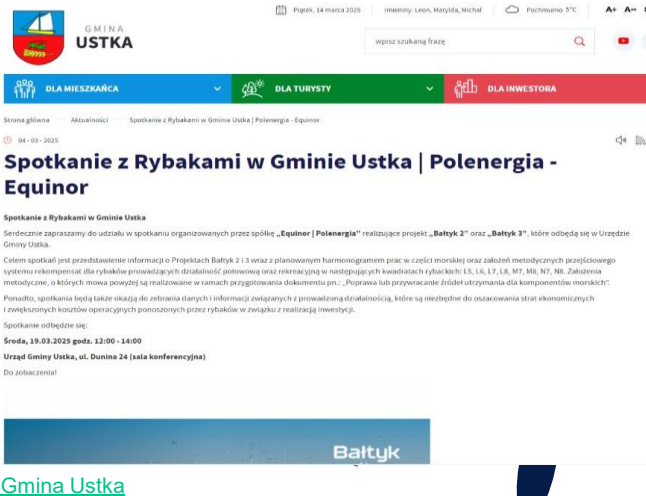 Piątek, 14 marca 2025 Imieniny: Leon, Matylda, Michał Pochmurno 5°C A+ A--
GMINA
USTKA
wpisz szukaną frazę
DLA MIESZKAŃCA DLA TURYSTY DLA INWESTORA
Strona główna Aktualności Spotkanie z Rybakami w Gminie Ustka | Polenergia - Equinor
04 - 03 - 2025
Spotkanie z Rybakami w Gminie Ustka | Polenergia -
Equinor
Spotkanie z Rybakami w Gminie Ustka
Serdecznie zapraszamy do udziału w spotkaniu organizowanych przez spółkę „Equinor | Polenergia” realizujące projekt „Bałtyk 2” oraz „Bałtyk 3”, które odbędą się w Urzędzie
Gminy Ustka.
Celem spotkań jest przedstawienie informacji o Projektach Bałtyk 2 i 3 wraz z planowanym harmonogramem prac w części morskiej oraz założeń metodycznych przejściowego
systemu rekompensat dla rybaków prowadzących działalność połowową oraz rekreacyjną w następujących kwadratach rybackich: L5, L6, L7, L8, M7, M8, N7, N8. Założenia
metodyczne, o których mowa powyżej są realizowane w ramach przygotowania dokumentu pn.: „Poprawa lub przywracanie źródeł utrzymania dla komponentów morskich”.
Ponadto, spotkania będą także okazją do zebrania danych i informacji związanych z prowadzoną działalnością, które są niezbędne do oszacowania strat ekonomicznych
i zwiększonych kosztów operacyjnych ponoszonych przez rybaków w związku z realizacją inwestycji.
Spotkanie odbędzie się:
Środa, 19.03.2025 godz. 12:00 - 14:00
Urząd Gminy Ustka, ul. Dunina 24 (sala konferencyjna)
Do zobaczenia!
Bałtyk
Gmina Ustka